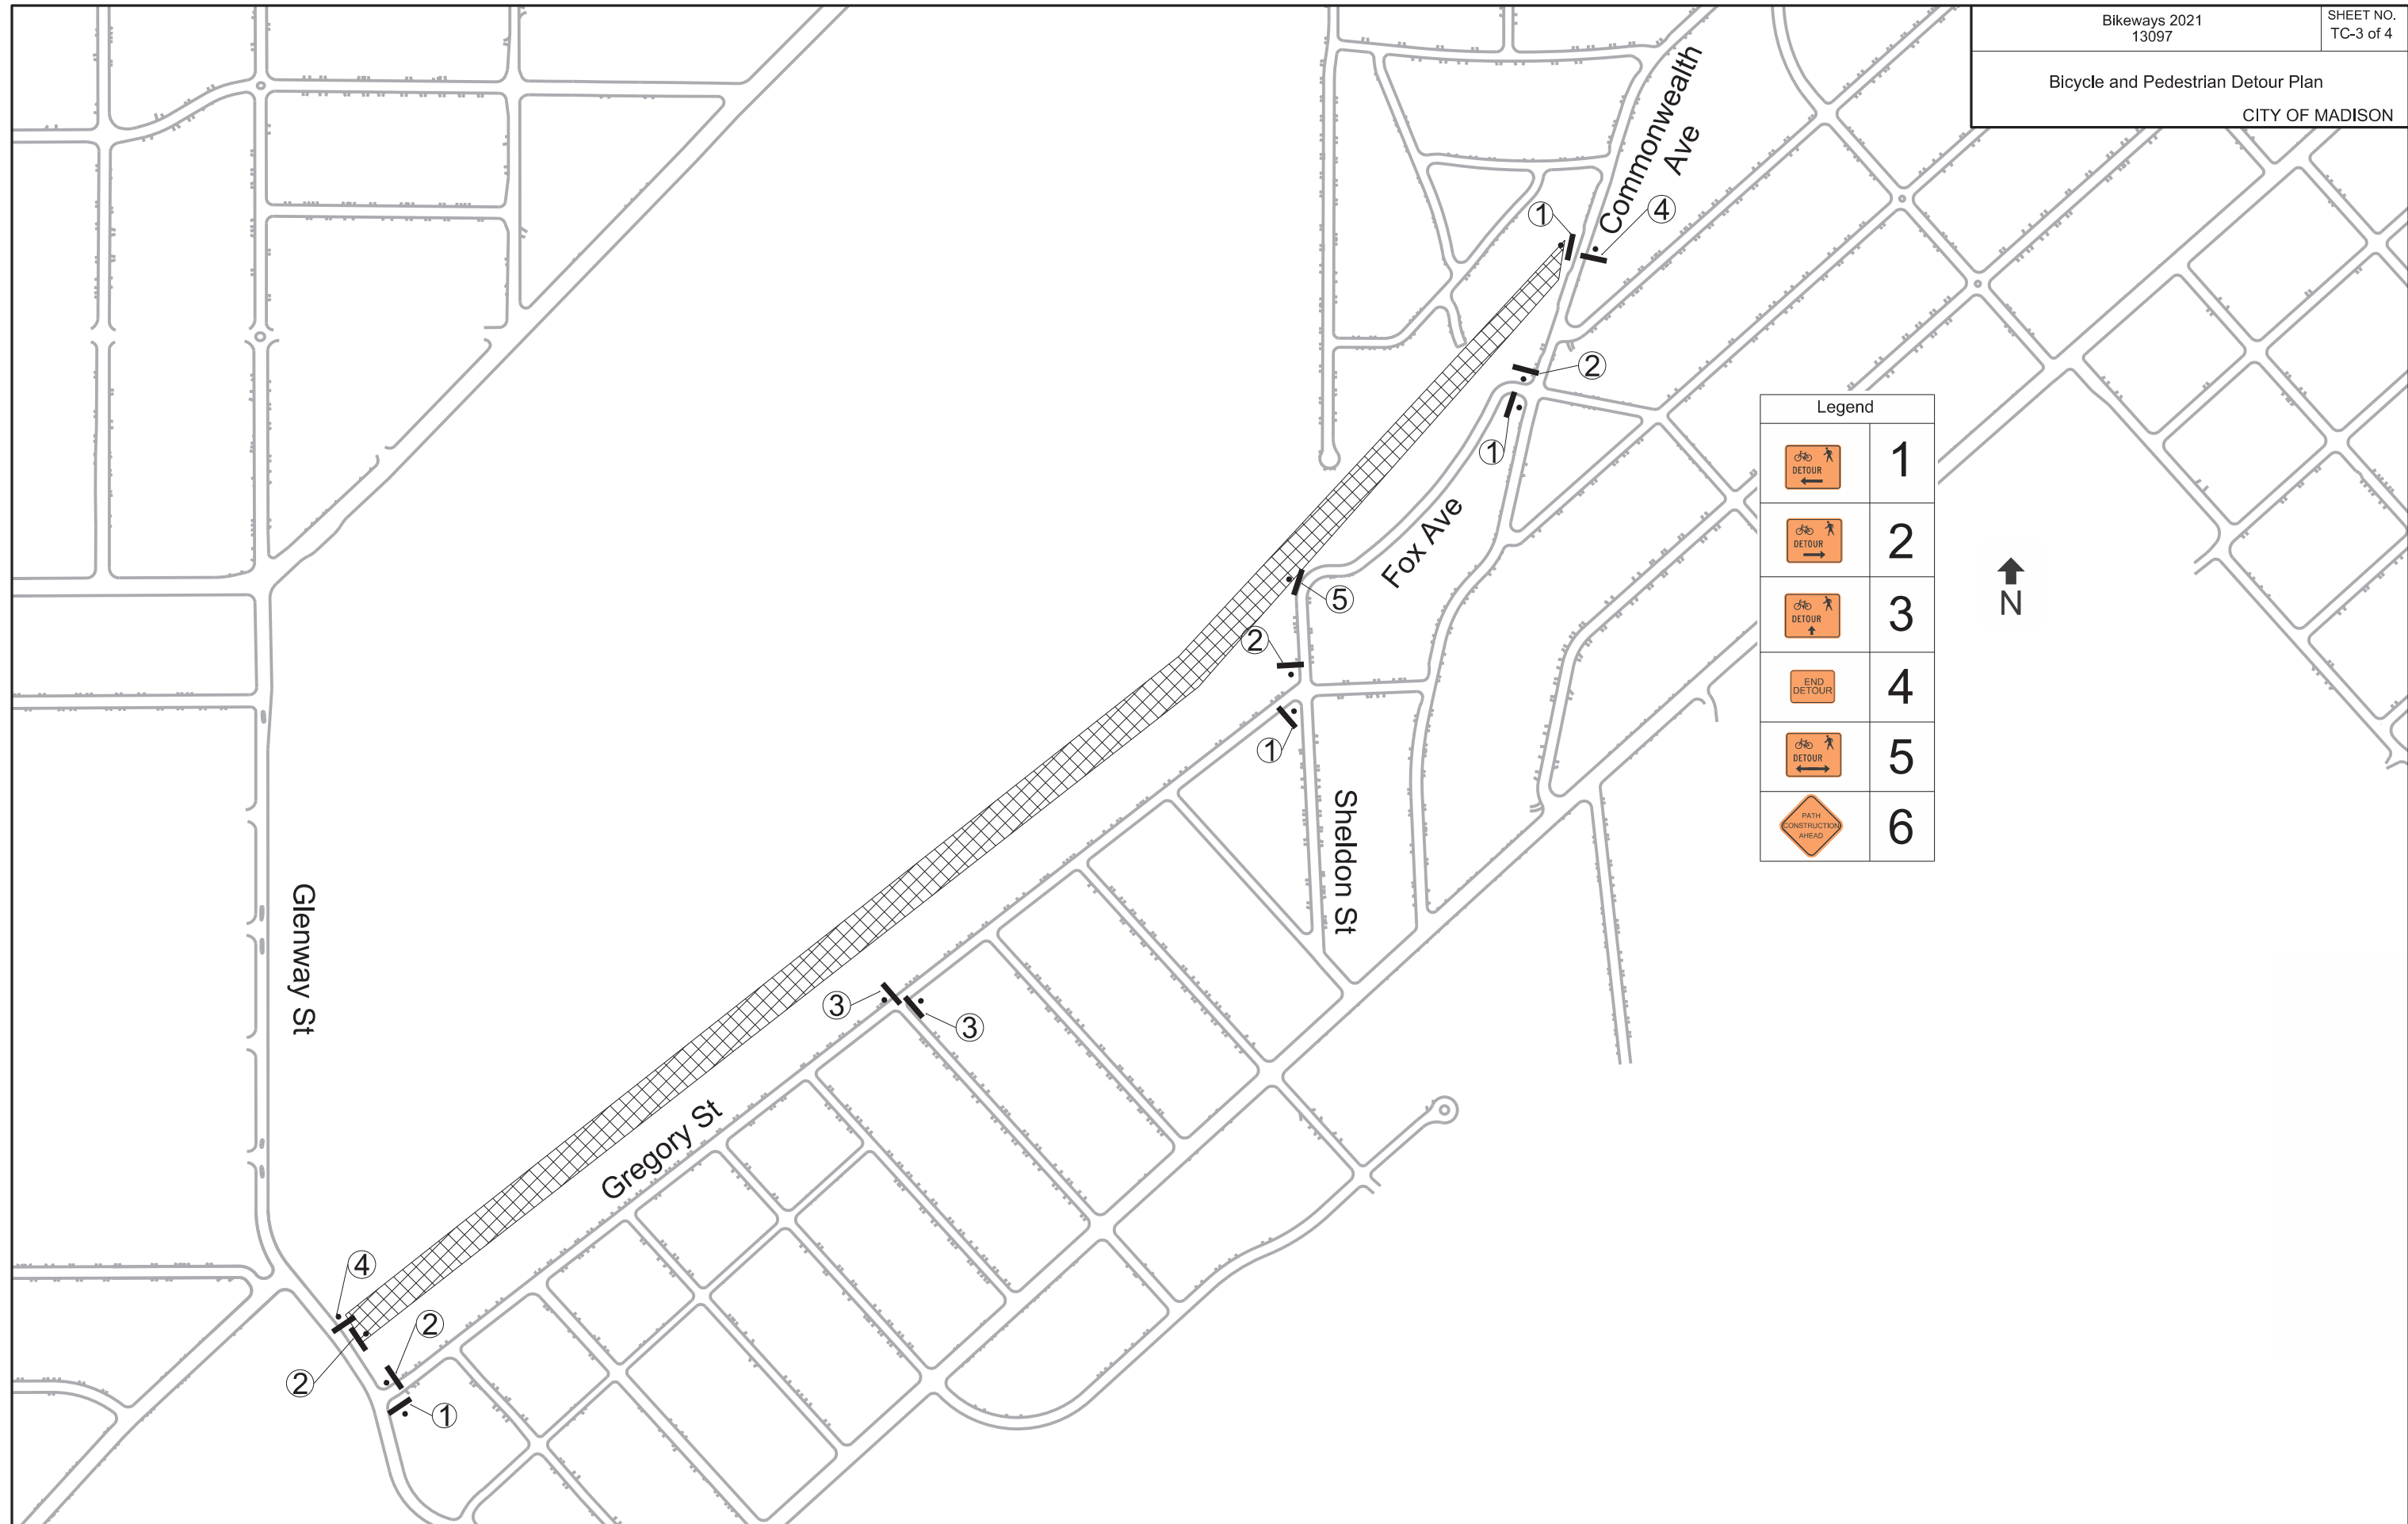 Bikeways 2021
13097
SHEET NO.
TC-3 of 4
Bicycle and Pedestrian Detour Plan
CITY OF MADISON
Commonwealth
Ave
1
4
2
1
Fox Ave
5
2
1
Sheldon St
3
3
Glenway St
Gregory St
4
2
2
1
Legend
DETOUR
1
DETOUR
2
DETOUR
3
END
DETOUR
4
DETOUR
5
PATH
CONSTRUCTION
AHEAD
6
N